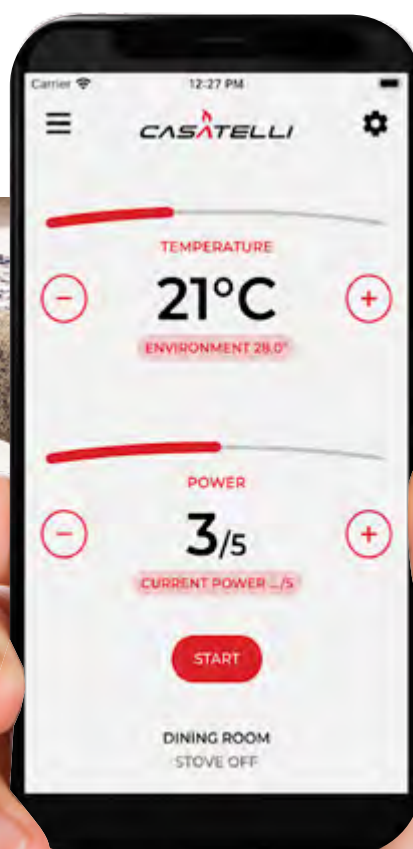 Carrier 12:27 PM
CASATELLI
TEMPERATURE
21°C
ENVIRONMENT 28.0°
POWER
3/5
CURRENT POWER _/5
START
DINING ROOM
STOVE OFF